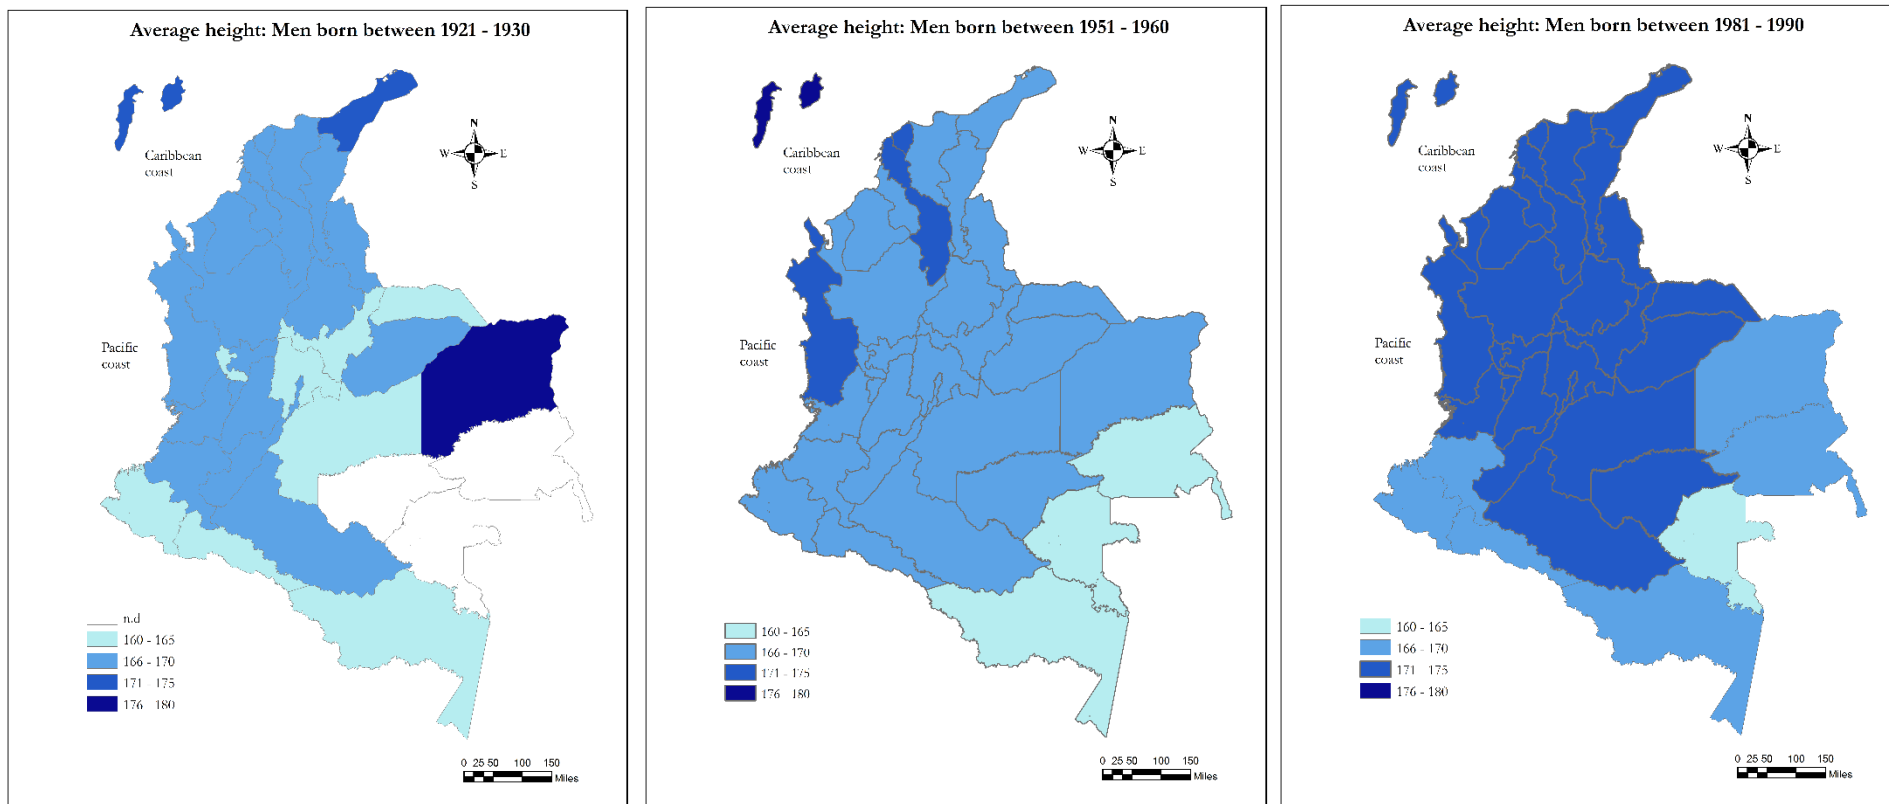 Average height: Men born between 1921 - 1930
N
W E
S
Caribbean
coast
Pacific
coast
n.d
160 - 165
166 - 170
171 - 175
176 - 180
0 25 50 100 150
Miles
Average height: Men born between 1951 - 1960
N
W E
S
Caribbean
coast
Pacific
coast
160 - 165
166 - 170
171 - 175
176 - 180
0 25 50 100 150
Miles
Average height: Men born between 1981 - 1990
N
W E
S
Caribbean
coast
Pacific
coast
160 - 165
166 - 170
171 - 175
176 - 180
0 25 50 100 150
Miles